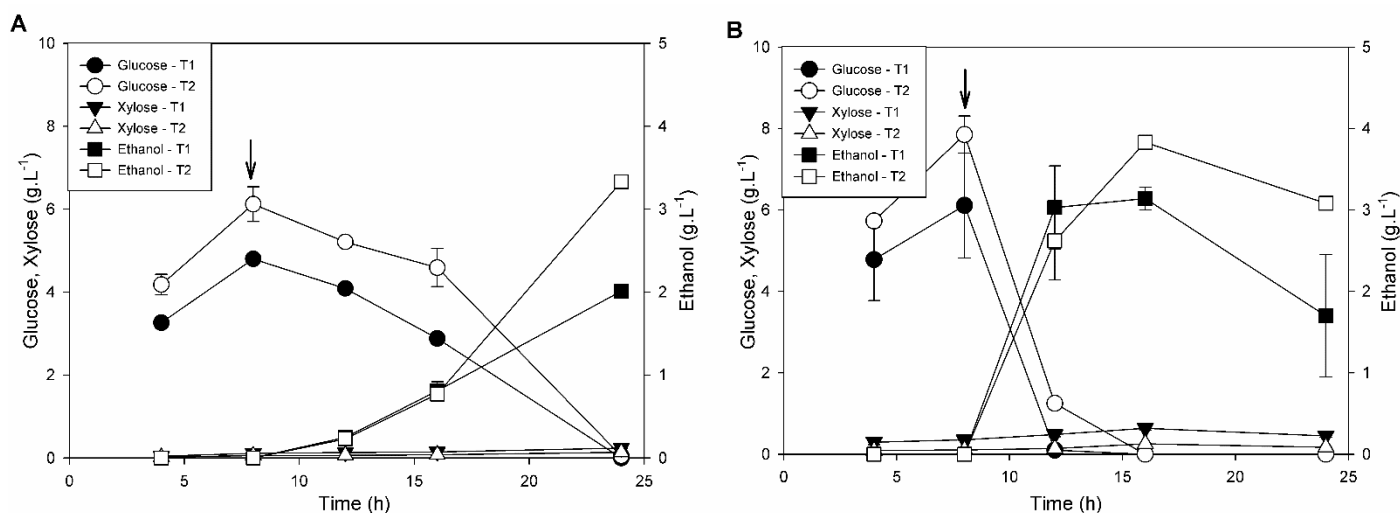 A
Glucose - T1
Glucose - T2
Xylose - T1
Xylose - T2
Ethanol - T1
Ethanol - T2
Glucose, Xylose (g.L⁻¹)
10
8
6
4
2
0
5
4
3
2
1
0
Ethanol (g.L⁻¹)
0 5 10 15 20 25
Time (h)
B
Glucose - T1
Glucose - T2
Xylose - T1
Xylose - T2
Ethanol - T1
Ethanol - T2
Glucose, Xylose (g.L⁻¹)
10
8
6
4
2
0
5
4
3
2
1
0
Ethanol (g.L⁻¹)
0 5 10 15 20 25
Time (h)